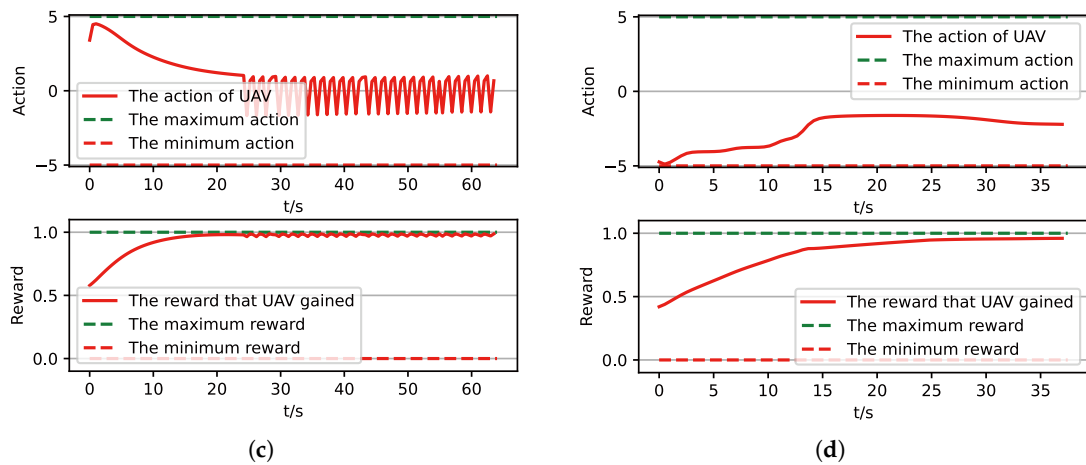 5
0
−5
Action
The action of UAV
The maximum action
The minimum action
0 10 20 30 40 50 60
t/s
1.0
0.5
0.0
Reward
The reward that UAV gained
The maximum reward
The minimum reward
0 10 20 30 40 50 60
t/s
(c)
5
0
−5
Action
The action of UAV
The maximum action
The minimum action
0 5 10 15 20 25 30 35
t/s
1.0
0.5
0.0
Reward
The reward that UAV gained
The maximum reward
The minimum reward
0 5 10 15 20 25 30 35
t/s
(d)